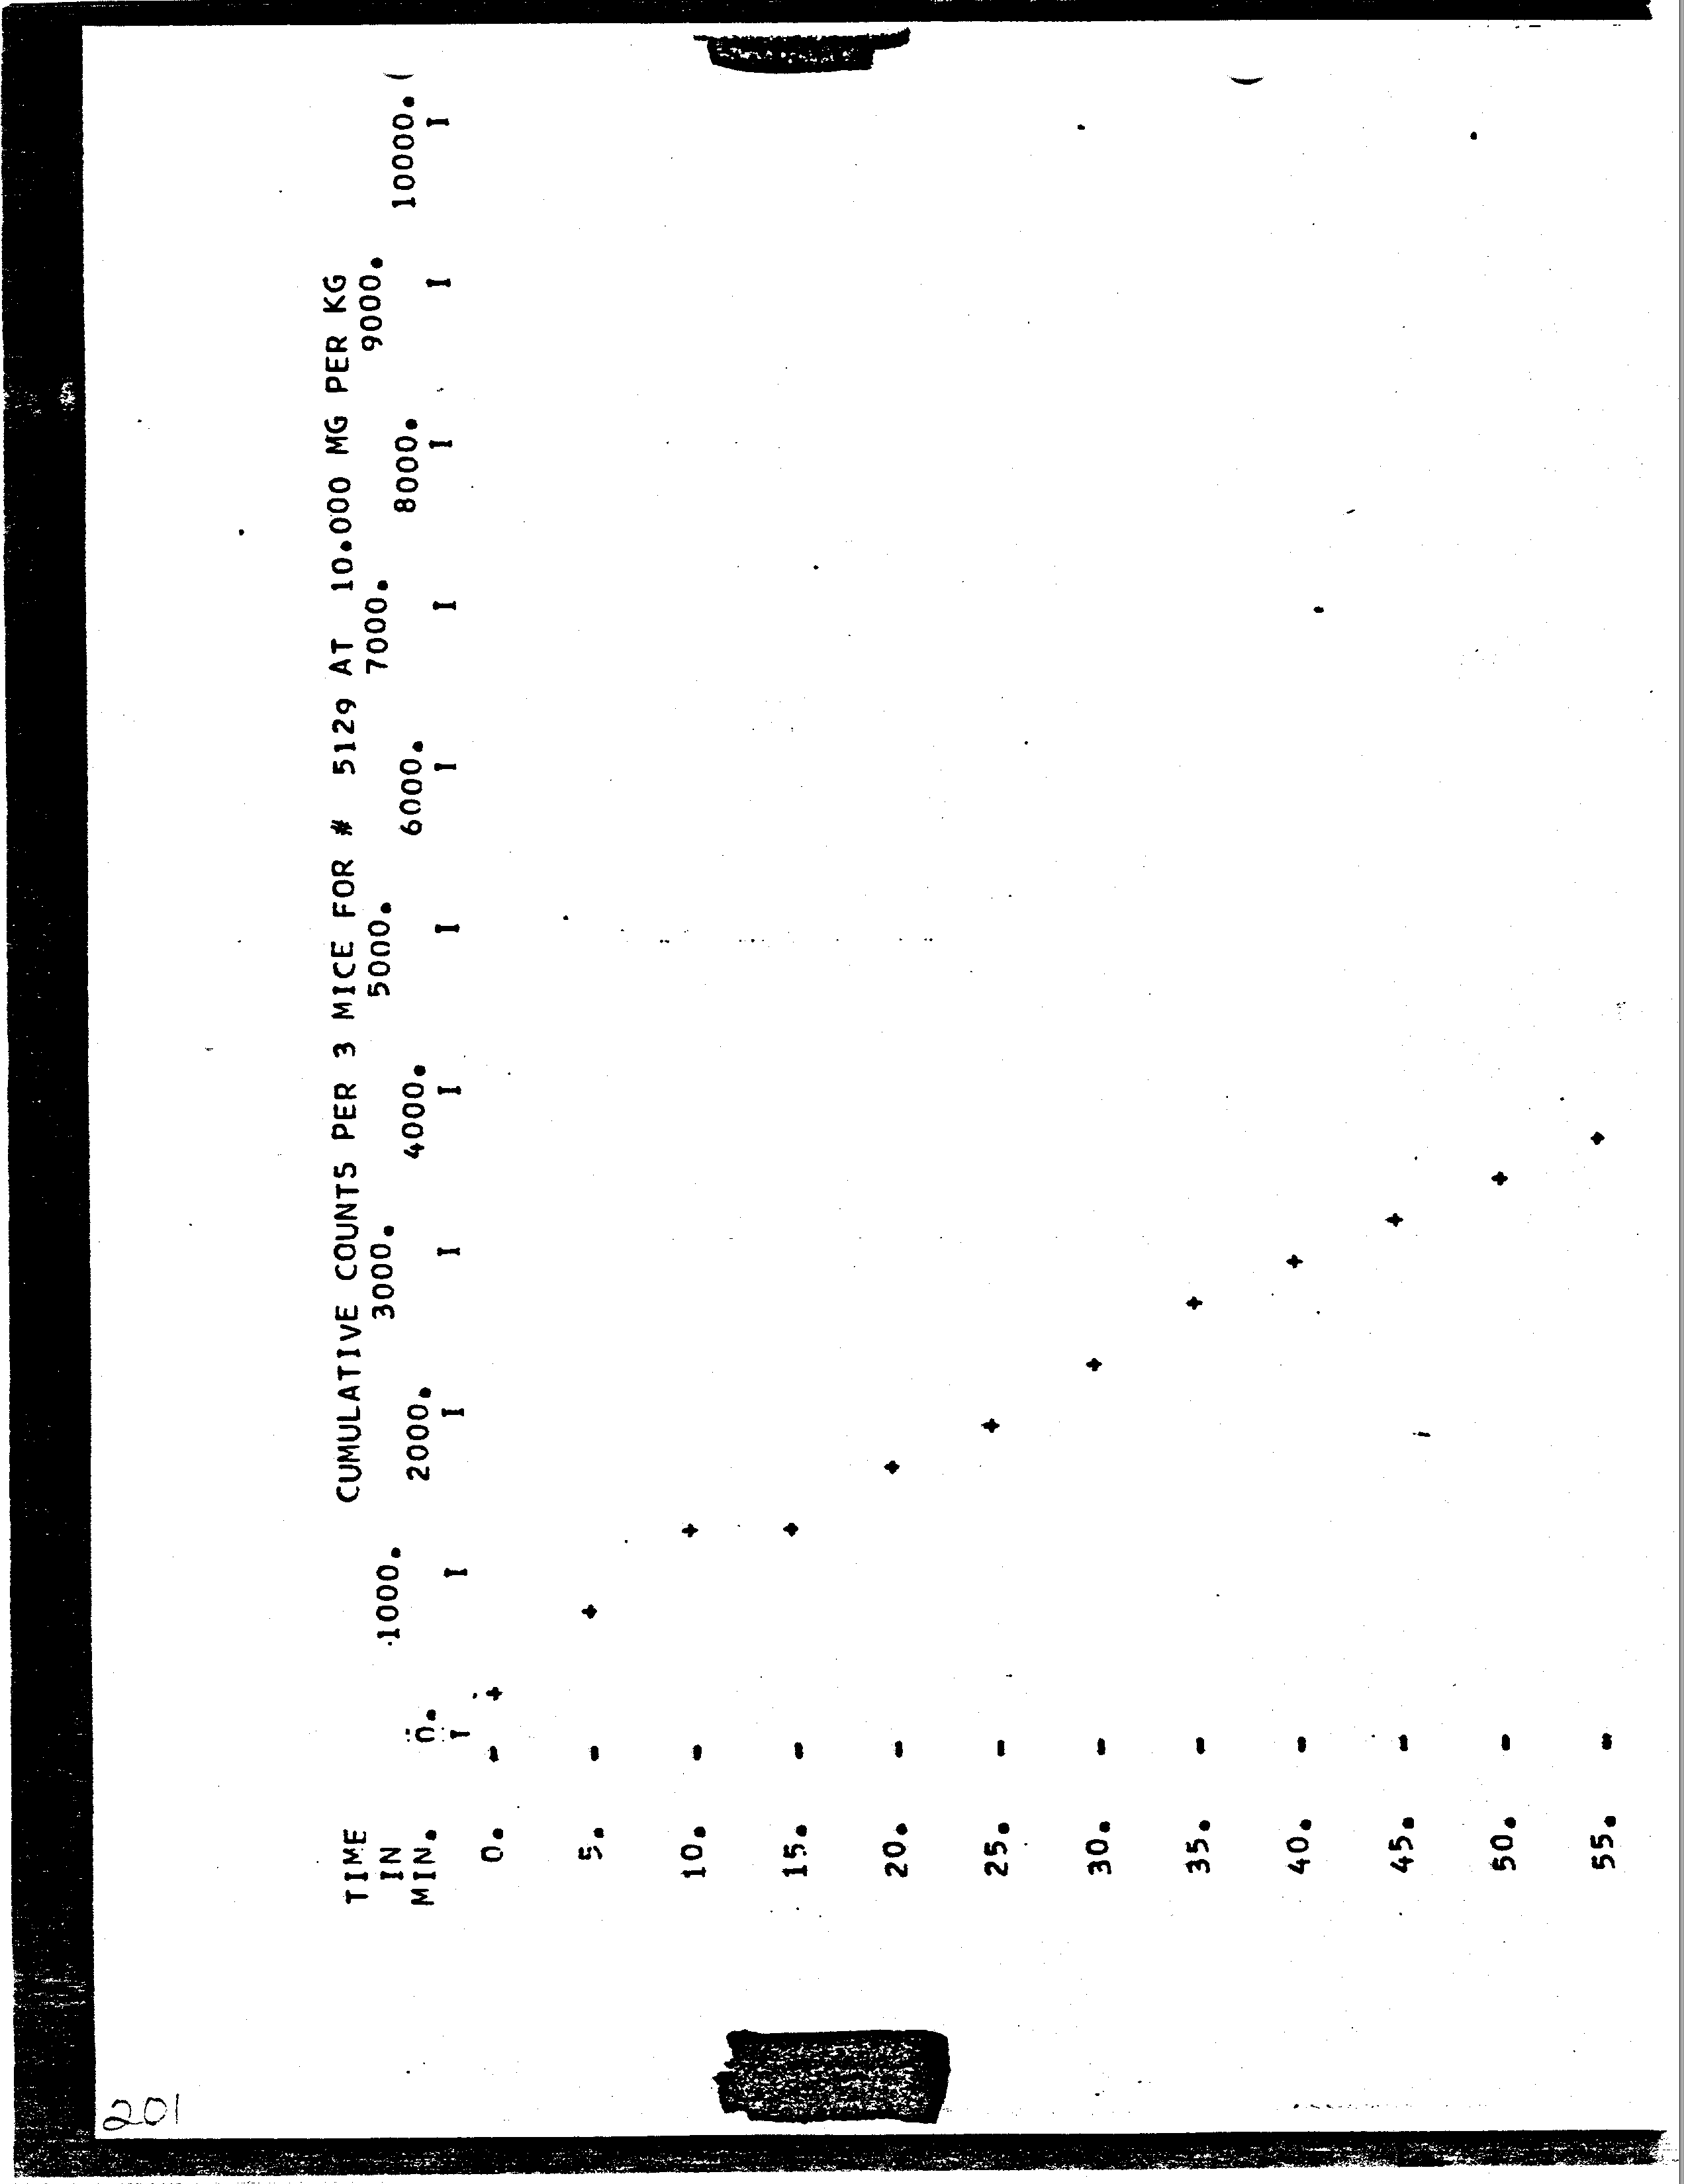 201
TIME CUMULATIVE COUNTS PER 3 MICE FOR # 5129 AT 10.000 MG PER KG
IN 1000. 3000. 5000. 7000. 9000.
MIN. 0. 2000. 4000. 6000. 8000. 10000.
I I I I I I I I I I I
0. - +
5. - +
10. - +
15. - +
20. - +
25. - +
30. - +
35. - +
40. - +
45. - +
50. - +
55. - +